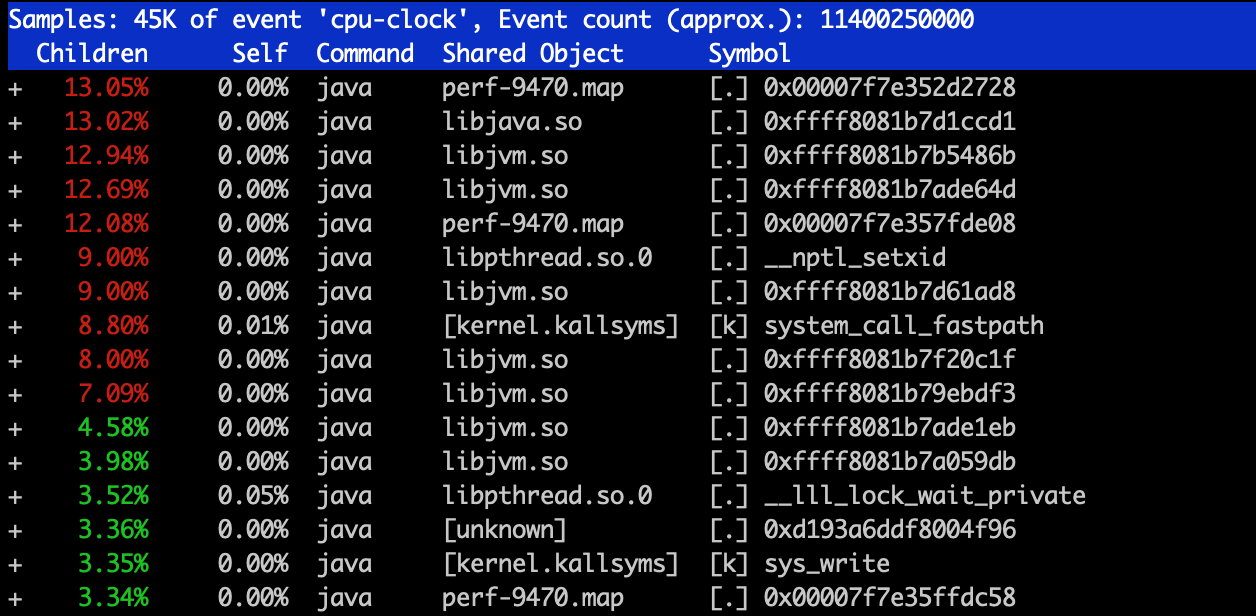 Samples: 45K of event 'cpu-clock', Event count (approx.): 11400250000
Children Self Command Shared Object Symbol
+ 13.05% 0.00% java perf-9470.map [.] 0x00007f7e352d2728
+ 13.02% 0.00% java libjava.so [.] 0xffff8081b7d1ccd1
+ 12.94% 0.00% java libjvm.so [.] 0xffff8081b7b5486b
+ 12.69% 0.00% java libjvm.so [.] 0xffff8081b7ade64d
+ 12.08% 0.00% java perf-9470.map [.] 0x00007f7e357fde08
+ 9.00% 0.00% java libpthread.so.0 [.] __nptl_setxid
+ 9.00% 0.00% java libjvm.so [.] 0xffff8081b7d61ad8
+ 8.80% 0.01% java [kernel.kallsyms] [k] system_call_fastpath
+ 8.00% 0.00% java libjvm.so [.] 0xffff8081b7f20c1f
+ 7.09% 0.00% java libjvm.so [.] 0xffff8081b79ebdf3
+ 4.58% 0.00% java libjvm.so [.] 0xffff8081b7ade1eb
+ 3.98% 0.00% java libjvm.so [.] 0xffff8081b7a059db
+ 3.52% 0.05% java libpthread.so.0 [.] __lll_lock_wait_private
+ 3.36% 0.00% java [unknown] [.] 0xd193a6ddf8004f96
+ 3.35% 0.00% java [kernel.kallsyms] [k] sys_write
+ 3.34% 0.00% java perf-9470.map [.] 0x00007f7e35ffdc58